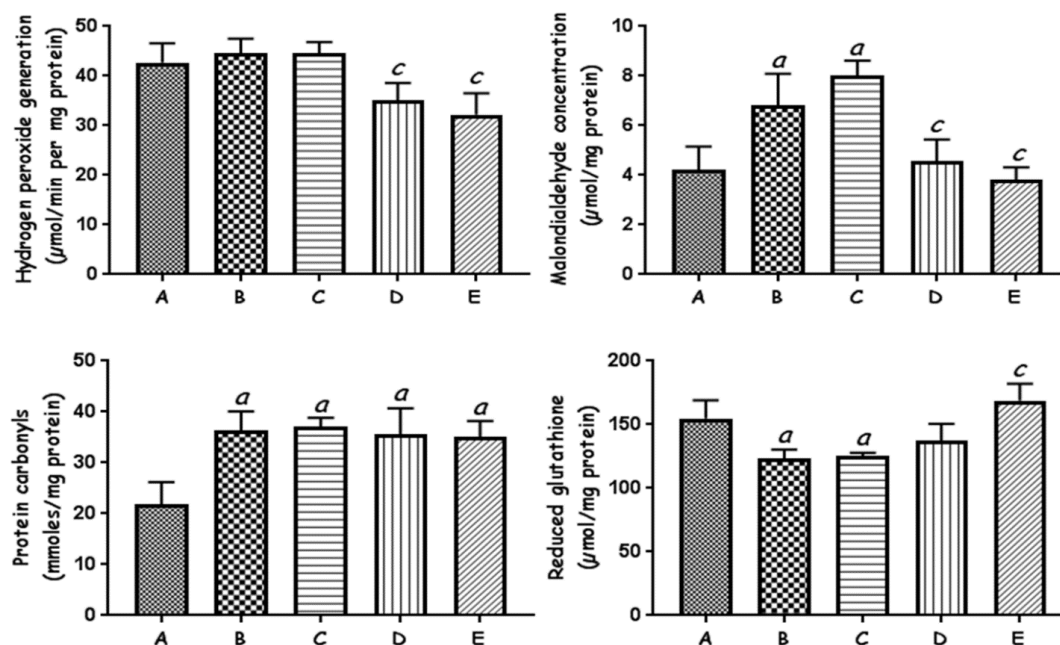 Hydrogen peroxide generation
(µmol/min per mg protein)
50
40
30
20
10
0
c
c
A B C D E
Malondialdehyde concentration
(µmol/mg protein)
10
8
6
4
2
0
a
a
c
c
A B C D E
Protein carbonyls
(mmoles/mg protein)
50
40
30
20
10
0
a
a
a
a
A B C D E
Reduced glutathione
(µmol/mg protein)
200
150
100
50
0
a
a
c
A B C D E